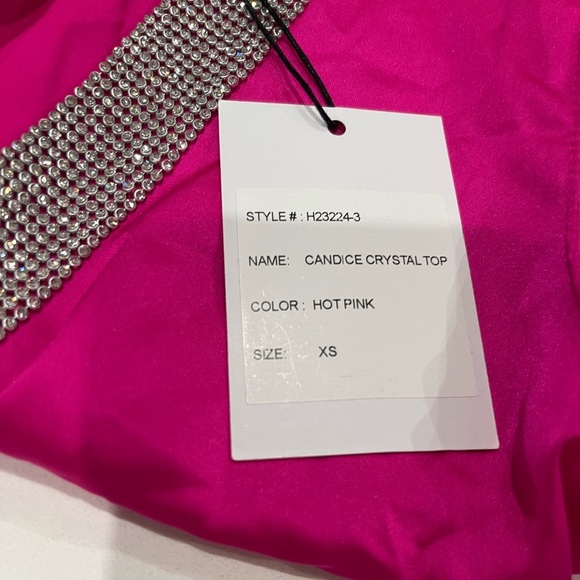 STYLE # : H23224-3
NAME: CANDICE CRYSTAL TOP
COLOR : HOT PINK
SIZE: XS